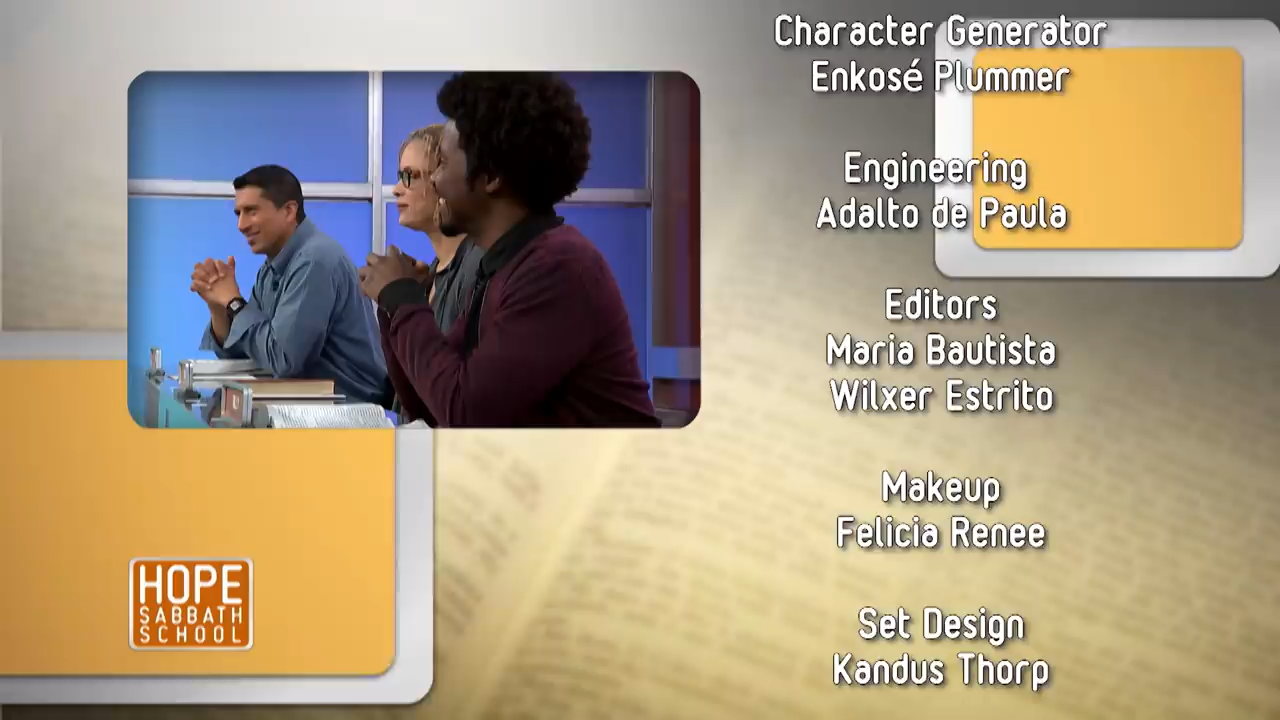 Character Generator
Enkosé Plummer
Engineering
Adalto de Paula
Editors
Maria Bautista
Wilxer Estrito
Makeup
Felicia Renee
Set Design
Kandus Thorp
HOPE
SABBATH
SCHOOL